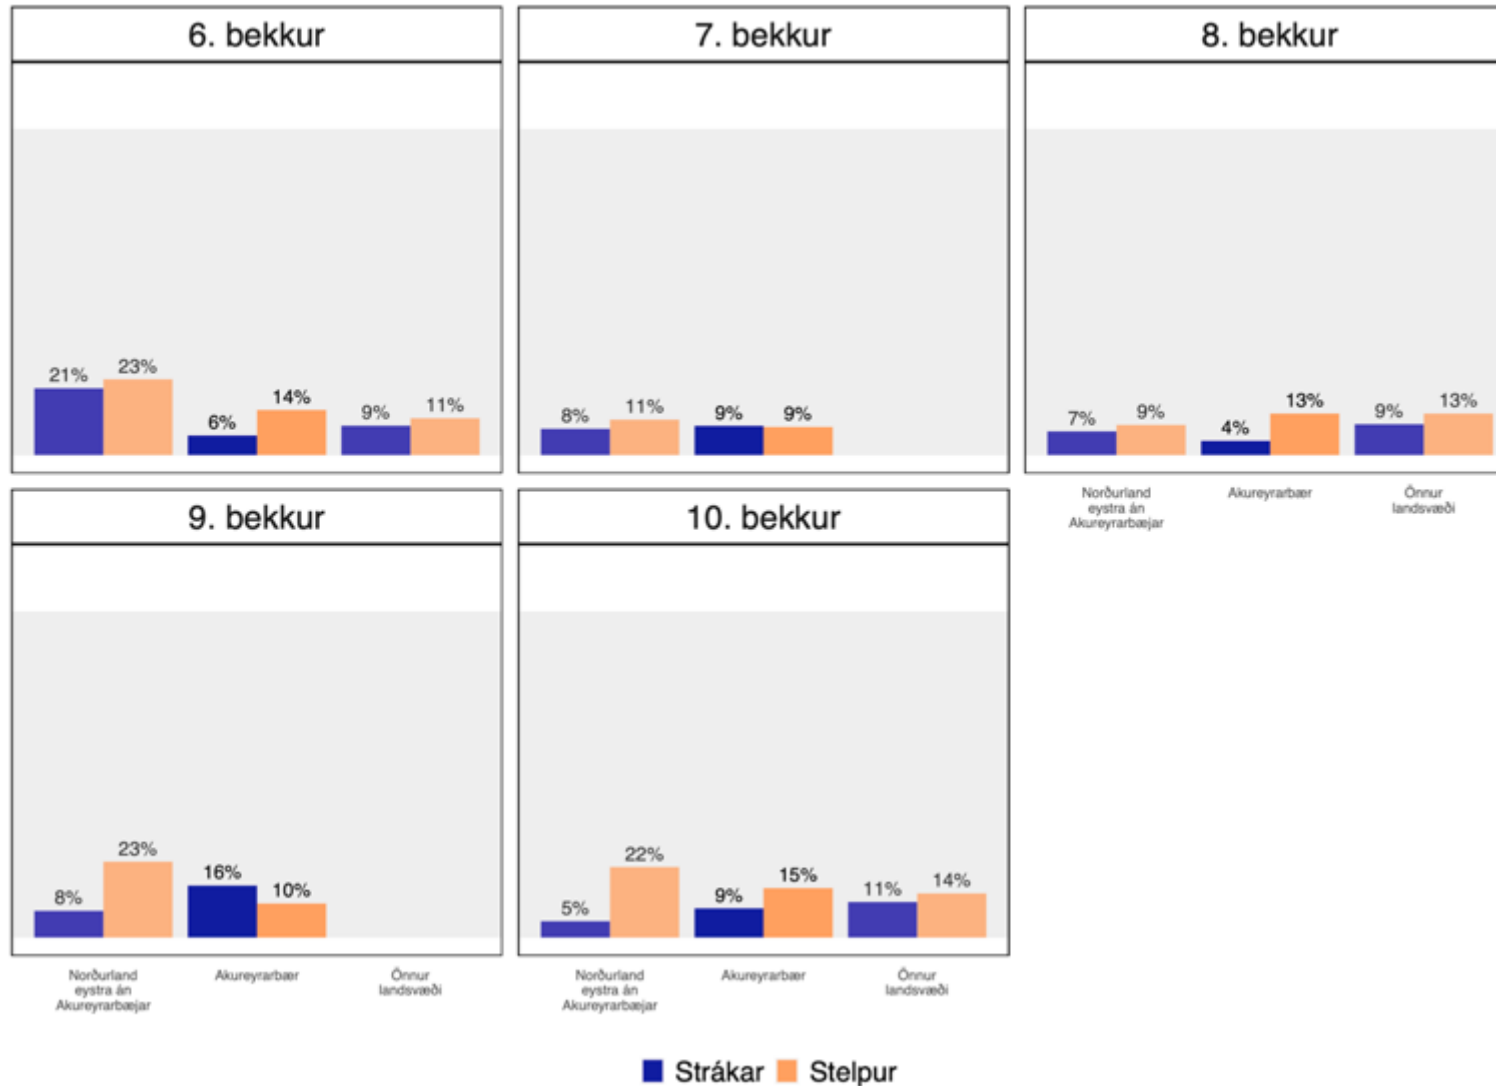 6. bekkur
7. bekkur
8. bekkur
21% 23% 6% 14% 9% 11%
8% 11% 9% 9%
7% 9% 4% 13% 9% 13%
Norðurland
eystra án
Akureyrarbæjar
Akureyrarbær
Önnur
landsvæði
9. bekkur
10. bekkur
8% 23% 16% 10%
5% 22% 9% 15% 11% 14%
Norðurland
eystra án
Akureyrarbæjar
Akureyrarbær
Önnur
landsvæði
Norðurland
eystra án
Akureyrarbæjar
Akureyrarbær
Önnur
landsvæði
Strákar Stelpur